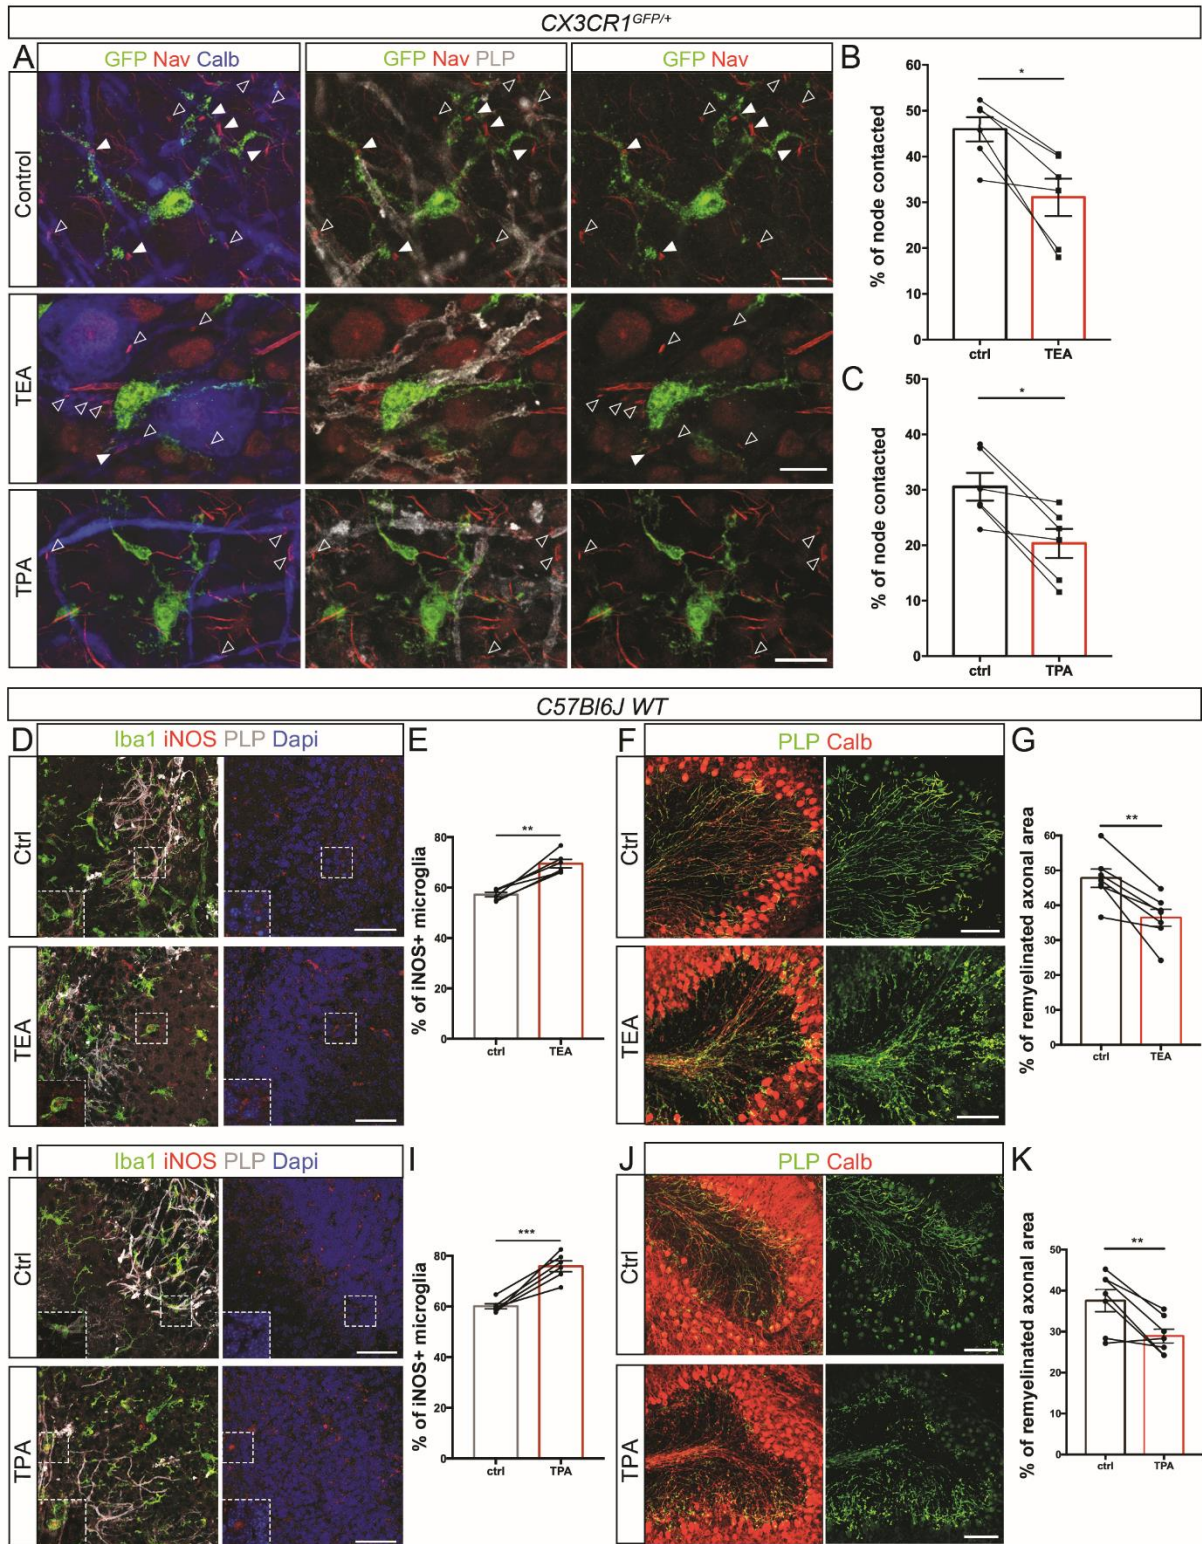 CX3CR1GFP/+
A
GFP Nav Calb
GFP Nav PLP
GFP Nav
Control
TEA
TPA
B
% of node contacted
60
50
40
30
20
10
0
*
ctrl
TEA
C
% of node contacted
50
40
30
20
10
0
*
ctrl
TPA
C57Bl6J WT
D
Iba1 iNOS PLP Dapi
Ctrl
TEA
E
% of iNOS+ microglia
80
60
40
20
0
**
ctrl
TEA
F
PLP Calb
Ctrl
TEA
G
% of remyelinated axonal area
60
50
40
30
20
10
0
**
ctrl
TEA
H
Iba1 iNOS PLP Dapi
Ctrl
TPA
I
% of iNOS+ microglia
80
60
40
20
0
***
ctrl
TPA
J
PLP Calb
Ctrl
TPA
K
% of remyelinated axonal area
50
40
30
20
10
0
**
ctrl
TPA